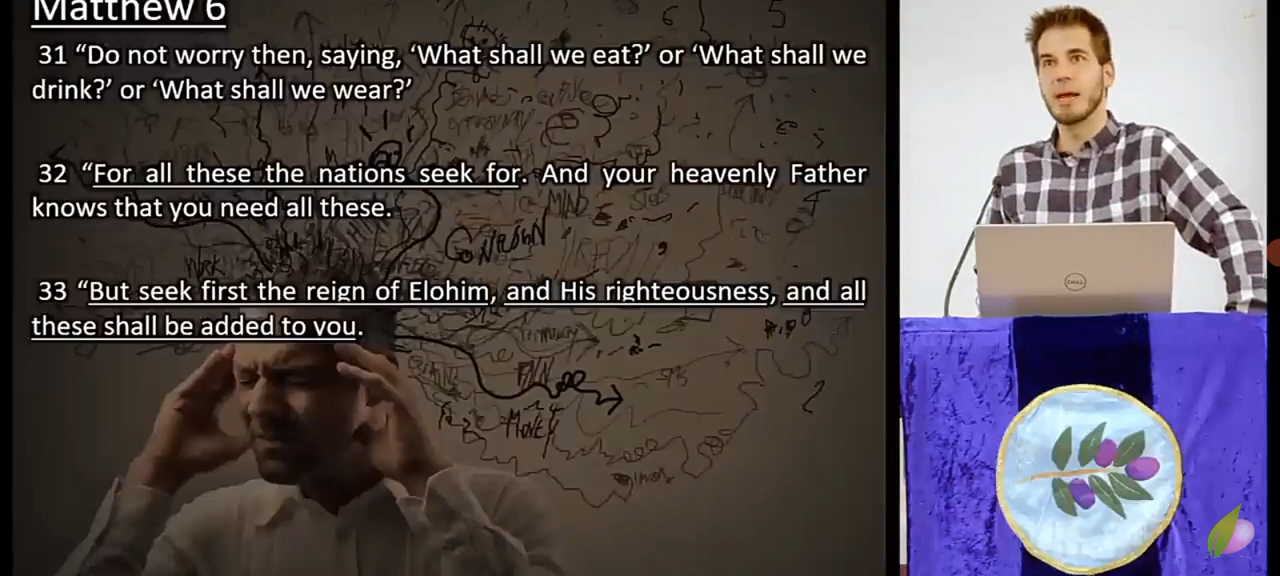 Matthew 6
31 “Do not worry then, saying, ‘What shall we eat?’ or ‘What shall we
drink?’ or ‘What shall we wear?’
32 “For all these the nations seek for. And your heavenly Father
knows that you need all these.
33 “But seek first the reign of Elohim, and His righteousness, and all
these shall be added to you.
MIND
WORK
MONEY
DELL